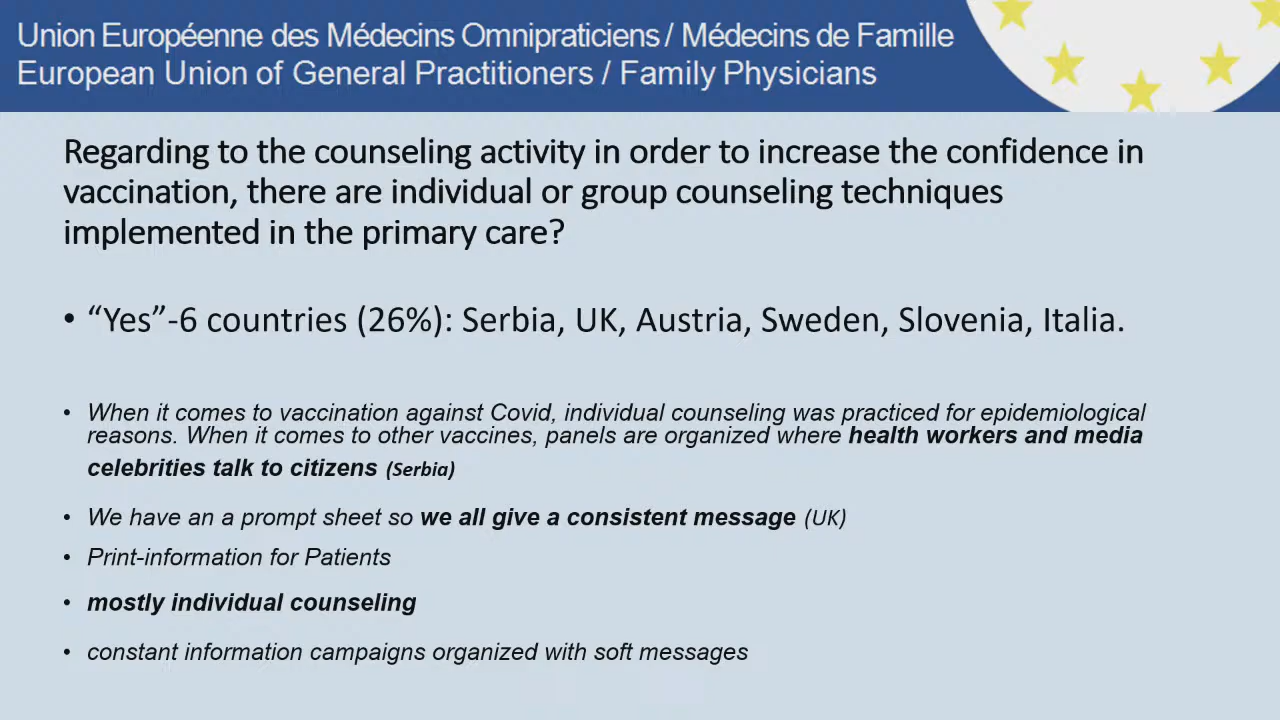 Union Européenne des Médecins Omnipraticiens / Médecins de Famille
European Union of General Practitioners / Family Physicians
Regarding to the counseling activity in order to increase the confidence in
vaccination, there are individual or group counseling techniques
implemented in the primary care?
• “Yes”-6 countries (26%): Serbia, UK, Austria, Sweden, Slovenia, Italia.
• When it comes to vaccination against Covid, individual counseling was practiced for epidemiological
reasons. When it comes to other vaccines, panels are organized where health workers and media
celebrities talk to citizens (Serbia)
• We have an a prompt sheet so we all give a consistent message (UK)
• Print-information for Patients
• mostly individual counseling
• constant information campaigns organized with soft messages